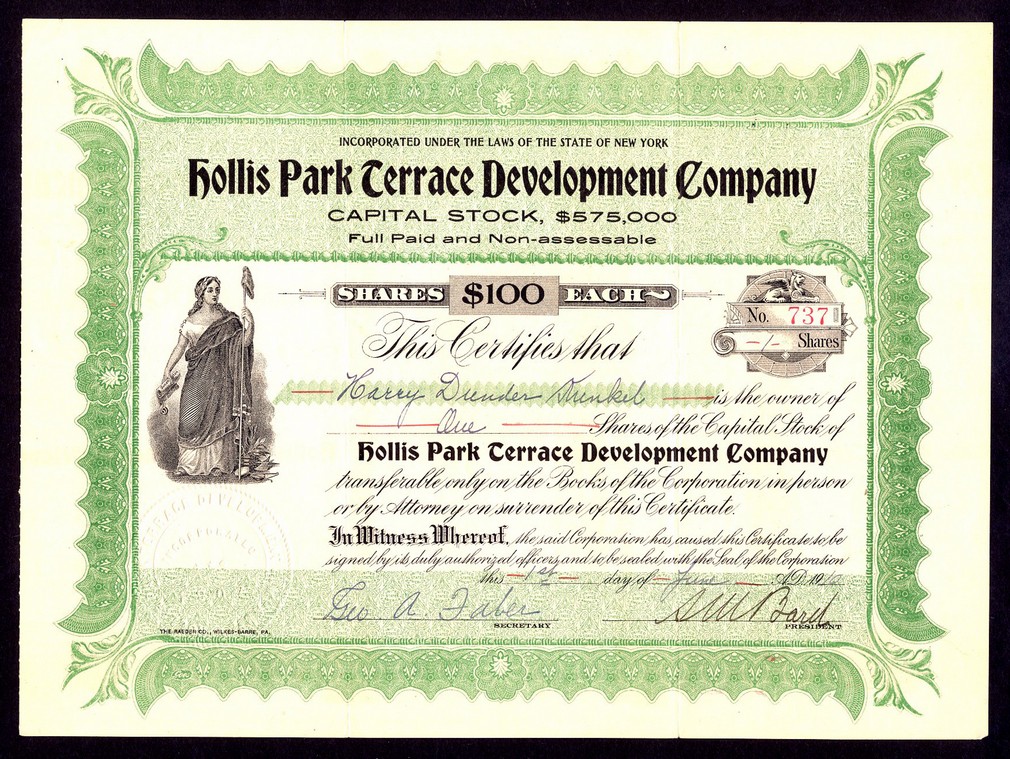 INCORPORATED UNDER THE LAWS OF THE STATE OF NEW YORK
Hollis Park Terrace Development Company
CAPITAL STOCK, $575,000
Full Paid and Non-assessable
SHARES $100 EACH
No. 737
-1- Shares
This Certifies that
Harry Dunder Kunkel is the owner of
One Shares of the Capital Stock of
Hollis Park Terrace Development Company
transferable only on the Books of the Corporation in person
or by Attorney on surrender of this Certificate.
In Witness Whereof, the said Corporation has caused this Certificate to be
signed by its duly authorized officers and to be sealed with the Seal of the Corporation
this 1st day of June A.D. 19
Geo A. Faber
SECRETARY
PRESIDENT
THE RAEDER CO., WILKES-BARRE, PA.